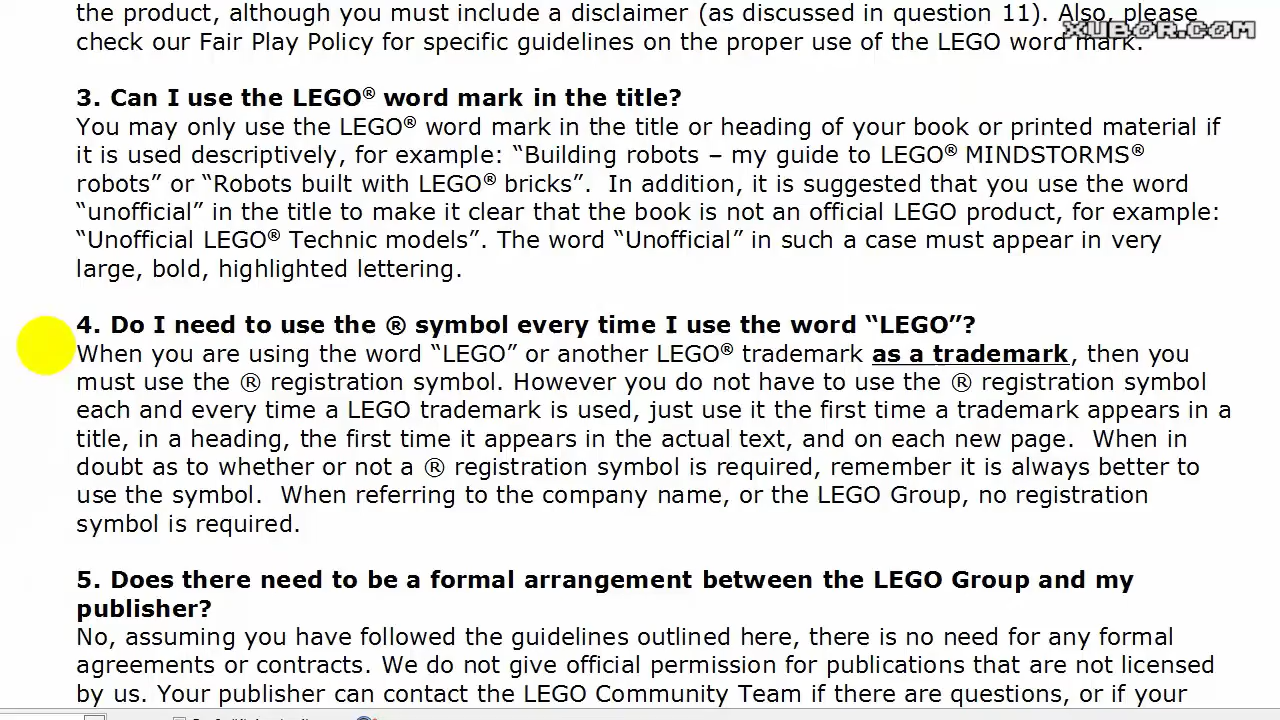 the product, although you must include a disclaimer (as discussed in question 11). Also, please
check our Fair Play Policy for specific guidelines on the proper use of the LEGO word mark.
XUBOR.COM
3. Can I use the LEGO® word mark in the title?
You may only use the LEGO® word mark in the title or heading of your book or printed material if
it is used descriptively, for example: “Building robots – my guide to LEGO® MINDSTORMS®
robots” or “Robots built with LEGO® bricks”.  In addition, it is suggested that you use the word
“unofficial” in the title to make it clear that the book is not an official LEGO product, for example:
“Unofficial LEGO® Technic models”. The word “Unofficial” in such a case must appear in very
large, bold, highlighted lettering.
4. Do I need to use the ® symbol every time I use the word “LEGO”?
When you are using the word “LEGO” or another LEGO® trademark as a trademark, then you
must use the ® registration symbol. However you do not have to use the ® registration symbol
each and every time a LEGO trademark is used, just use it the first time a trademark appears in a
title, in a heading, the first time it appears in the actual text, and on each new page.  When in
doubt as to whether or not a ® registration symbol is required, remember it is always better to
use the symbol.  When referring to the company name, or the LEGO Group, no registration
symbol is required.
5. Does there need to be a formal arrangement between the LEGO Group and my
publisher?
No, assuming you have followed the guidelines outlined here, there is no need for any formal
agreements or contracts. We do not give official permission for publications that are not licensed
by us. Your publisher can contact the LEGO Community Team if there are questions, or if your